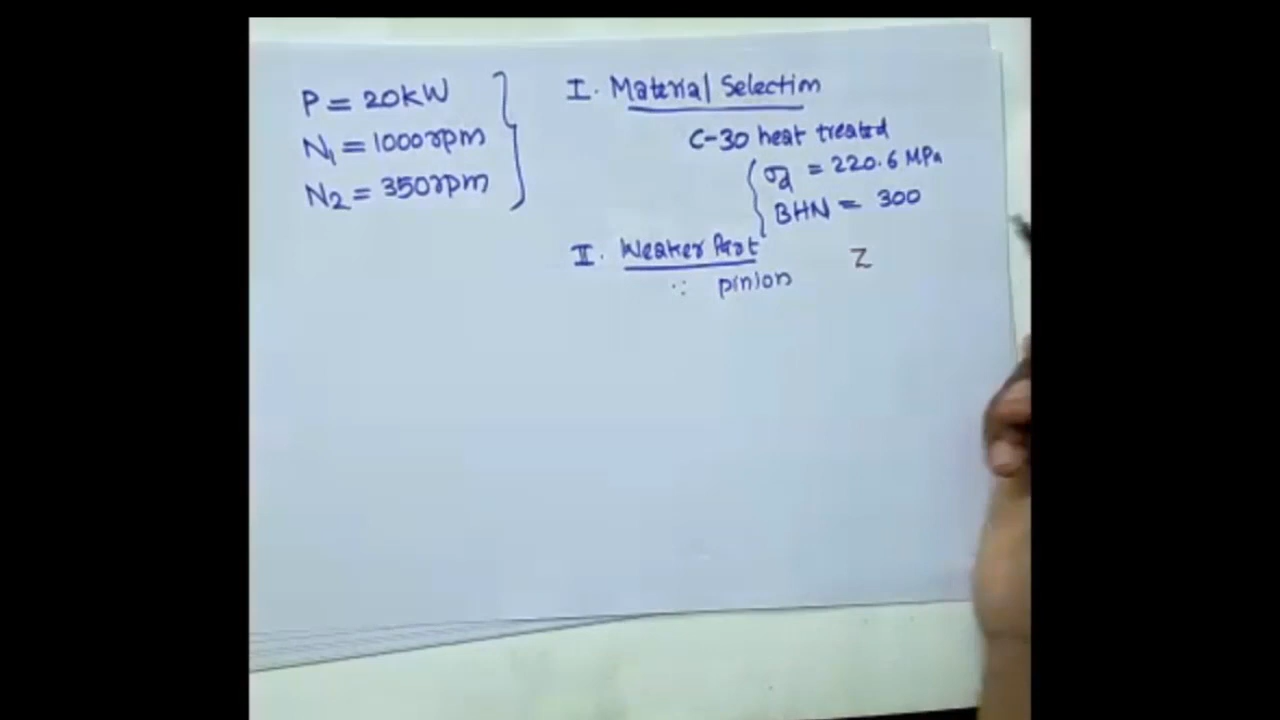 P = 20kW
N1 = 1000rpm
N2 = 350rpm
I. Material Selection
C-30 heat treated
σd = 220.6 MPa
BHN = 300
II. Weaker Part
∵ pinion
Z